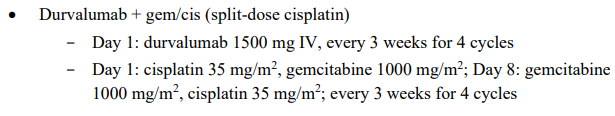 • Durvalumab + gem/cis (split-dose cisplatin)
− Day 1: durvalumab 1500 mg IV, every 3 weeks for 4 cycles
− Day 1: cisplatin 35 mg/m², gemcitabine 1000 mg/m²; Day 8: gemcitabine
1000 mg/m², cisplatin 35 mg/m²; every 3 weeks for 4 cycles